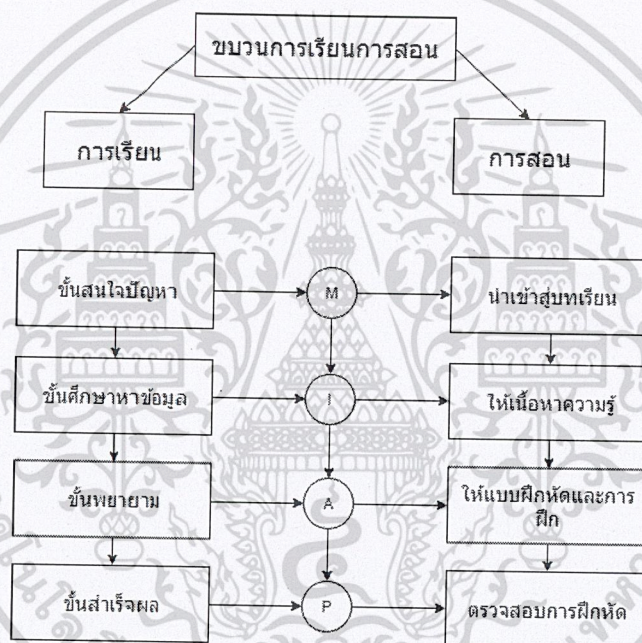 ขบวนการเรียนการสอน
การเรียน
การสอน
ขั้นสนใจปัญหา
M
นำเข้าสู่บทเรียน
ขั้นศึกษาหาข้อมูล
I
ให้เนื้อหาความรู้
ขั้นพยายาม
A
ให้แบบฝึกหัดและการ
ฝึก
ขั้นสำเร็จผล
P
ตรวจสอบการฝึกหัด